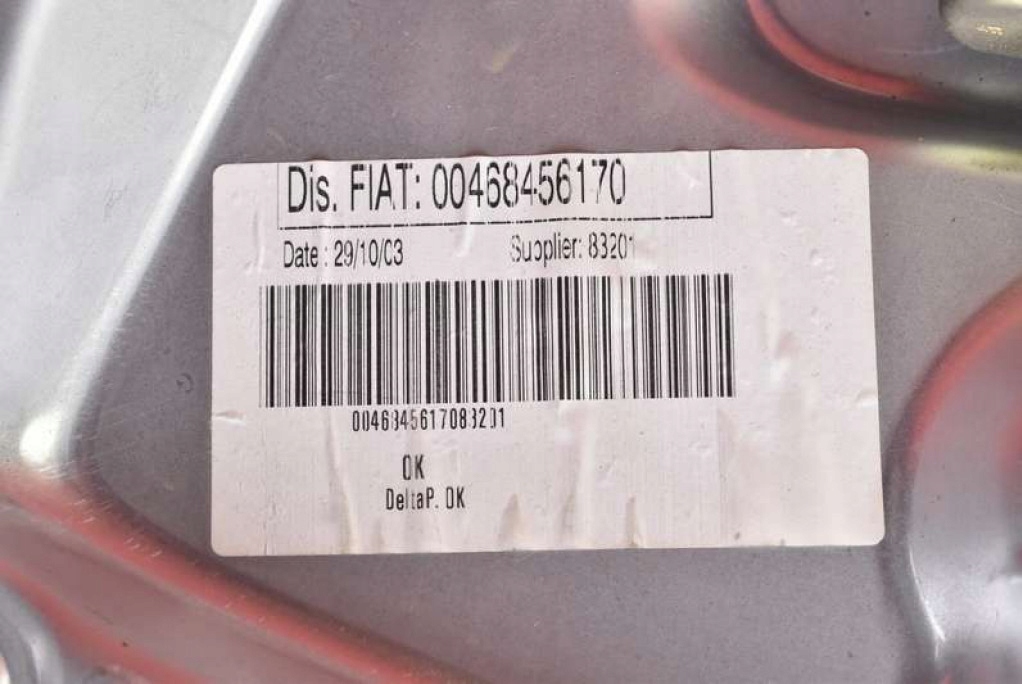 Dis. FIAT: 00468456170
Date : 29/10/03
Supplier: 83201
0046845617083201
OK
DeltaP. OK